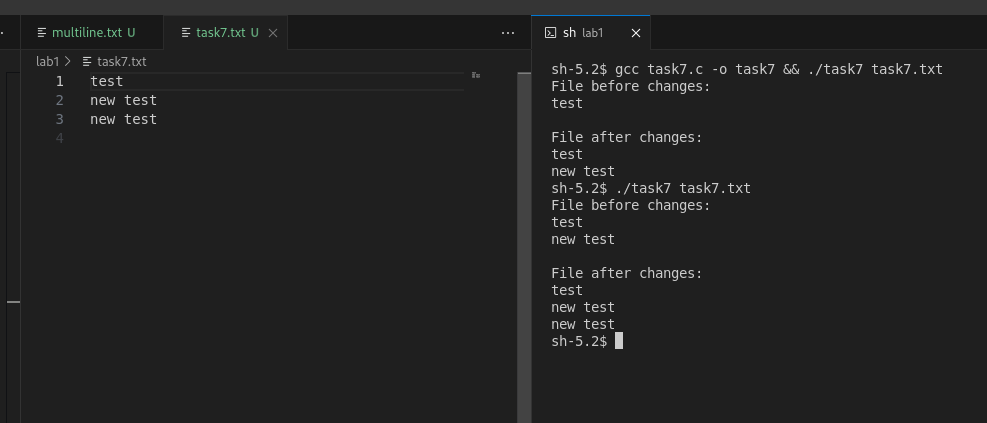 multiline.txt U
task7.txt U
lab1 > task7.txt
1 test
2 new test
3 new test
4
sh lab1
sh-5.2$ gcc task7.c -o task7 && ./task7 task7.txt
File before changes:
test

File after changes:
test
new test
sh-5.2$ ./task7 task7.txt
File before changes:
test
new test

File after changes:
test
new test
new test
sh-5.2$